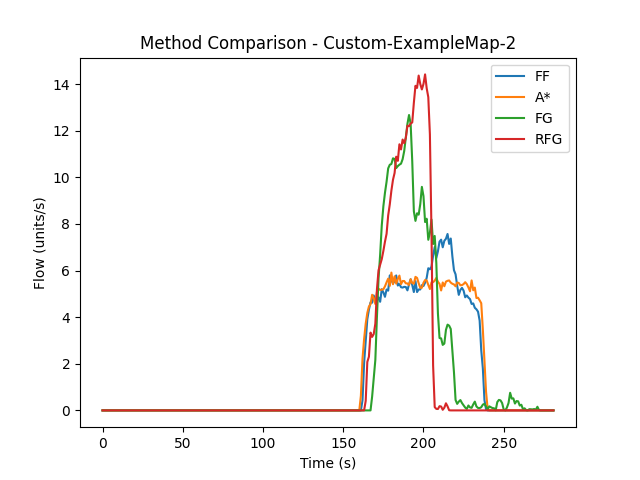 Method Comparison - Custom-ExampleMap-2
FF
A*
FG
RFG
14
12
10
8
6
4
2
0
Flow (units/s)
0 50 100 150 200 250
Time (s)